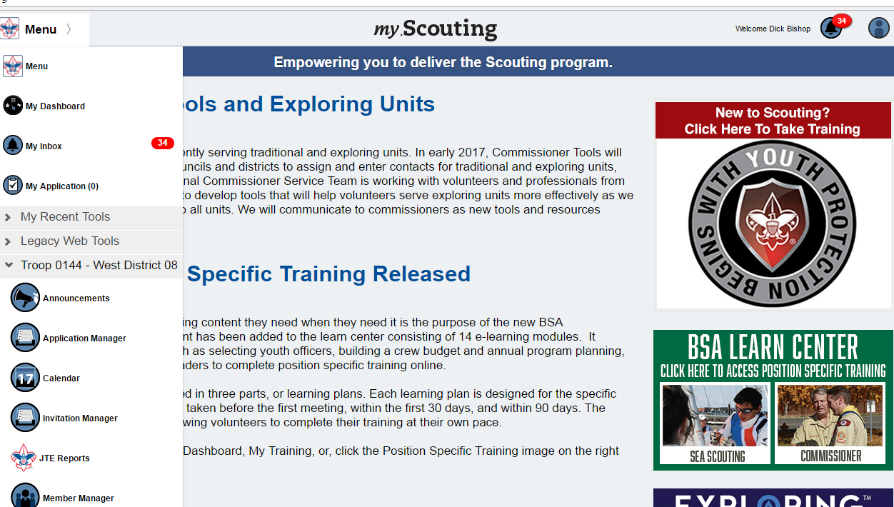 Menu
my.Scouting
Welcome Dick Bishop
34
Empowering you to deliver the Scouting program.
Menu
My Dashboard
My Inbox
34
My Application (0)
My Recent Tools
Legacy Web Tools
Troop 0144 - West District 08
Announcements
Application Manager
17
Calendar
Invitation Manager
JTE Reports
Member Manager
ols and Exploring Units
ently serving traditional and exploring units. In early 2017, Commissioner Tools will
uncils and districts to assign and enter contacts for traditional and exploring units,
nal Commissioner Service Team is working with volunteers and professionals from
to develop tools that will help volunteers serve exploring units more effectively as we
o all units. We will communicate to commissioners as new tools and resources
Specific Training Released
ing content they need when they need it is the purpose of the new BSA
nt has been added to the learn center consisting of 14 e-learning modules. It
h as selecting youth officers, building a crew budget and annual program planning,
aders to complete position specific training online.
ed in three parts, or learning plans. Each learning plan is designed for the specific
taken before the first meeting, within the first 30 days, and within 90 days. The
wing volunteers to complete their training at their own pace.
Dashboard, My Training, or, click the Position Specific Training image on the right
New to Scouting?
Click Here To Take Training
YOUTH PROTECTION
BEGINS WITH
BSA LEARN CENTER
CLICK HERE TO ACCESS POSITION SPECIFIC TRAINING
SEA SCOUTING
COMMISSIONER
EXPLORING™